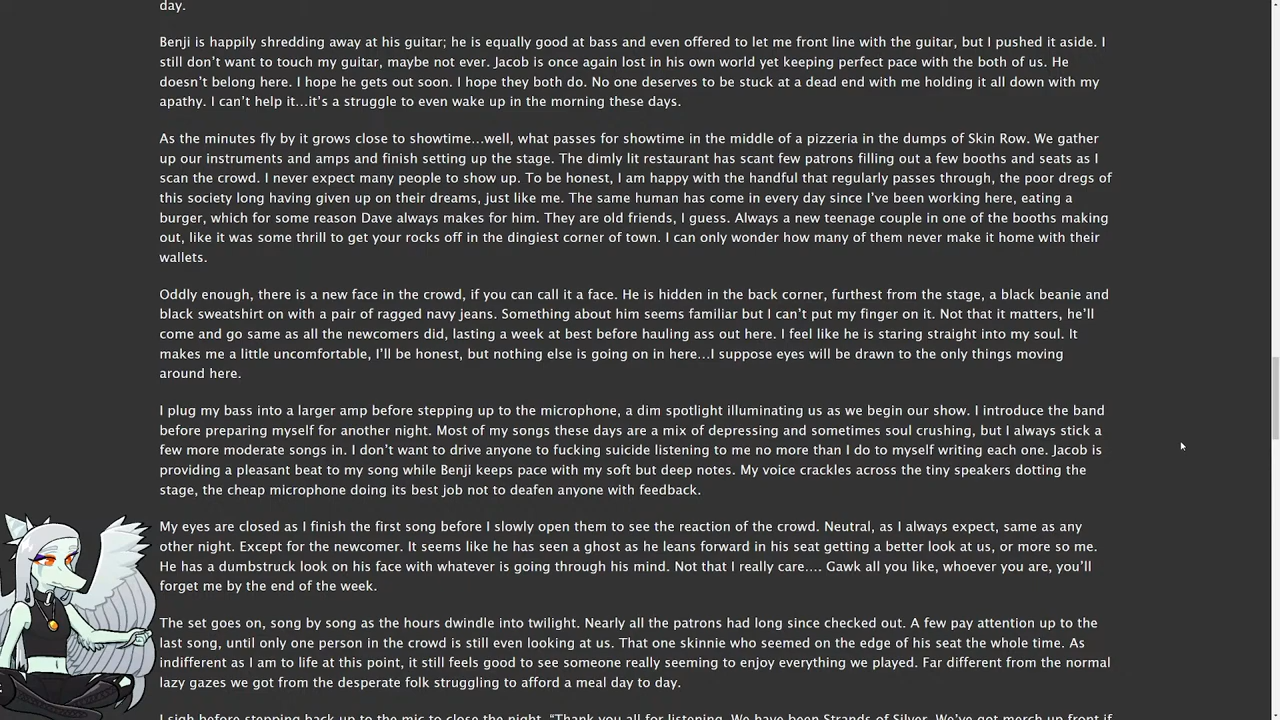 day.
Benji is happily shredding away at his guitar; he is equally good at bass and even offered to let me front line with the guitar, but I pushed it aside. I
still don’t want to touch my guitar, maybe not ever. Jacob is once again lost in his own world yet keeping perfect pace with the both of us. He
doesn’t belong here. I hope he gets out soon. I hope they both do. No one deserves to be stuck at a dead end with me holding it all down with my
apathy. I can’t help it…it’s a struggle to even wake up in the morning these days.
As the minutes fly by it grows close to showtime…well, what passes for showtime in the middle of a pizzeria in the dumps of Skin Row. We gather
up our instruments and amps and finish setting up the stage. The dimly lit restaurant has scant few patrons filling out a few booths and seats as I
scan the crowd. I never expect many people to show up. To be honest, I am happy with the handful that regularly passes through, the poor dregs of
this society long having given up on their dreams, just like me. The same human has come in every day since I’ve been working here, eating a
burger, which for some reason Dave always makes for him. They are old friends, I guess. Always a new teenage couple in one of the booths making
out, like it was some thrill to get your rocks off in the dingiest corner of town. I can only wonder how many of them never make it home with their
wallets.
Oddly enough, there is a new face in the crowd, if you can call it a face. He is hidden in the back corner, furthest from the stage, a black beanie and
black sweatshirt on with a pair of ragged navy jeans. Something about him seems familiar but I can’t put my finger on it. Not that it matters, he’ll
come and go same as all the newcomers did, lasting a week at best before hauling ass out here. I feel like he is staring straight into my soul. It
makes me a little uncomfortable, I’ll be honest, but nothing else is going on in here…I suppose eyes will be drawn to the only things moving
around here.
I plug my bass into a larger amp before stepping up to the microphone, a dim spotlight illuminating us as we begin our show. I introduce the band
before preparing myself for another night. Most of my songs these days are a mix of depressing and sometimes soul crushing, but I always stick a
few more moderate songs in. I don’t want to drive anyone to fucking suicide listening to me no more than I do to myself writing each one. Jacob is
providing a pleasant beat to my song while Benji keeps pace with my soft but deep notes. My voice crackles across the tiny speakers dotting the
stage, the cheap microphone doing its best job not to deafen anyone with feedback.
My eyes are closed as I finish the first song before I slowly open them to see the reaction of the crowd. Neutral, as I always expect, same as any
other night. Except for the newcomer. It seems like he has seen a ghost as he leans forward in his seat getting a better look at us, or more so me.
He has a dumbstruck look on his face with whatever is going through his mind. Not that I really care…. Gawk all you like, whoever you are, you’ll
forget me by the end of the week.
The set goes on, song by song as the hours dwindle into twilight. Nearly all the patrons had long since checked out. A few pay attention up to the
last song, until only one person in the crowd is still even looking at us. That one skinnie who seemed on the edge of his seat the whole time. As
indifferent as I am to life at this point, it still feels good to see someone really seeming to enjoy everything we played. Far different from the normal
lazy gazes we got from the desperate folk struggling to afford a meal day to day.
I sigh before stepping back up to the mic to close the night. “Thank you all for listening. We have been Strands of Silver. We’ve got merch up front if